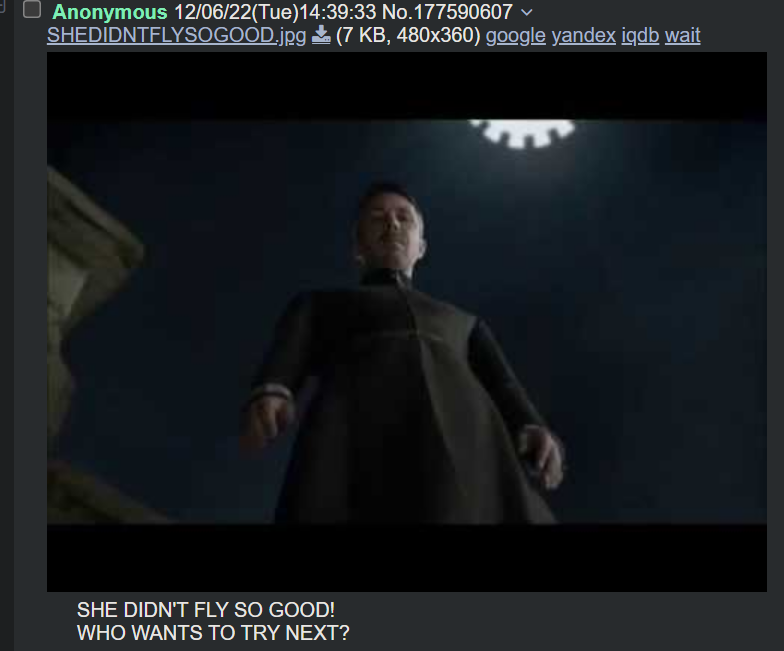 Anonymous 12/06/22(Tue)14:39:33 No.177590607
SHEDIDNTFLYSOGOOD.jpg (7 KB, 480x360) google yandex iqdb wait
SHE DIDN'T FLY SO GOOD!
WHO WANTS TO TRY NEXT?